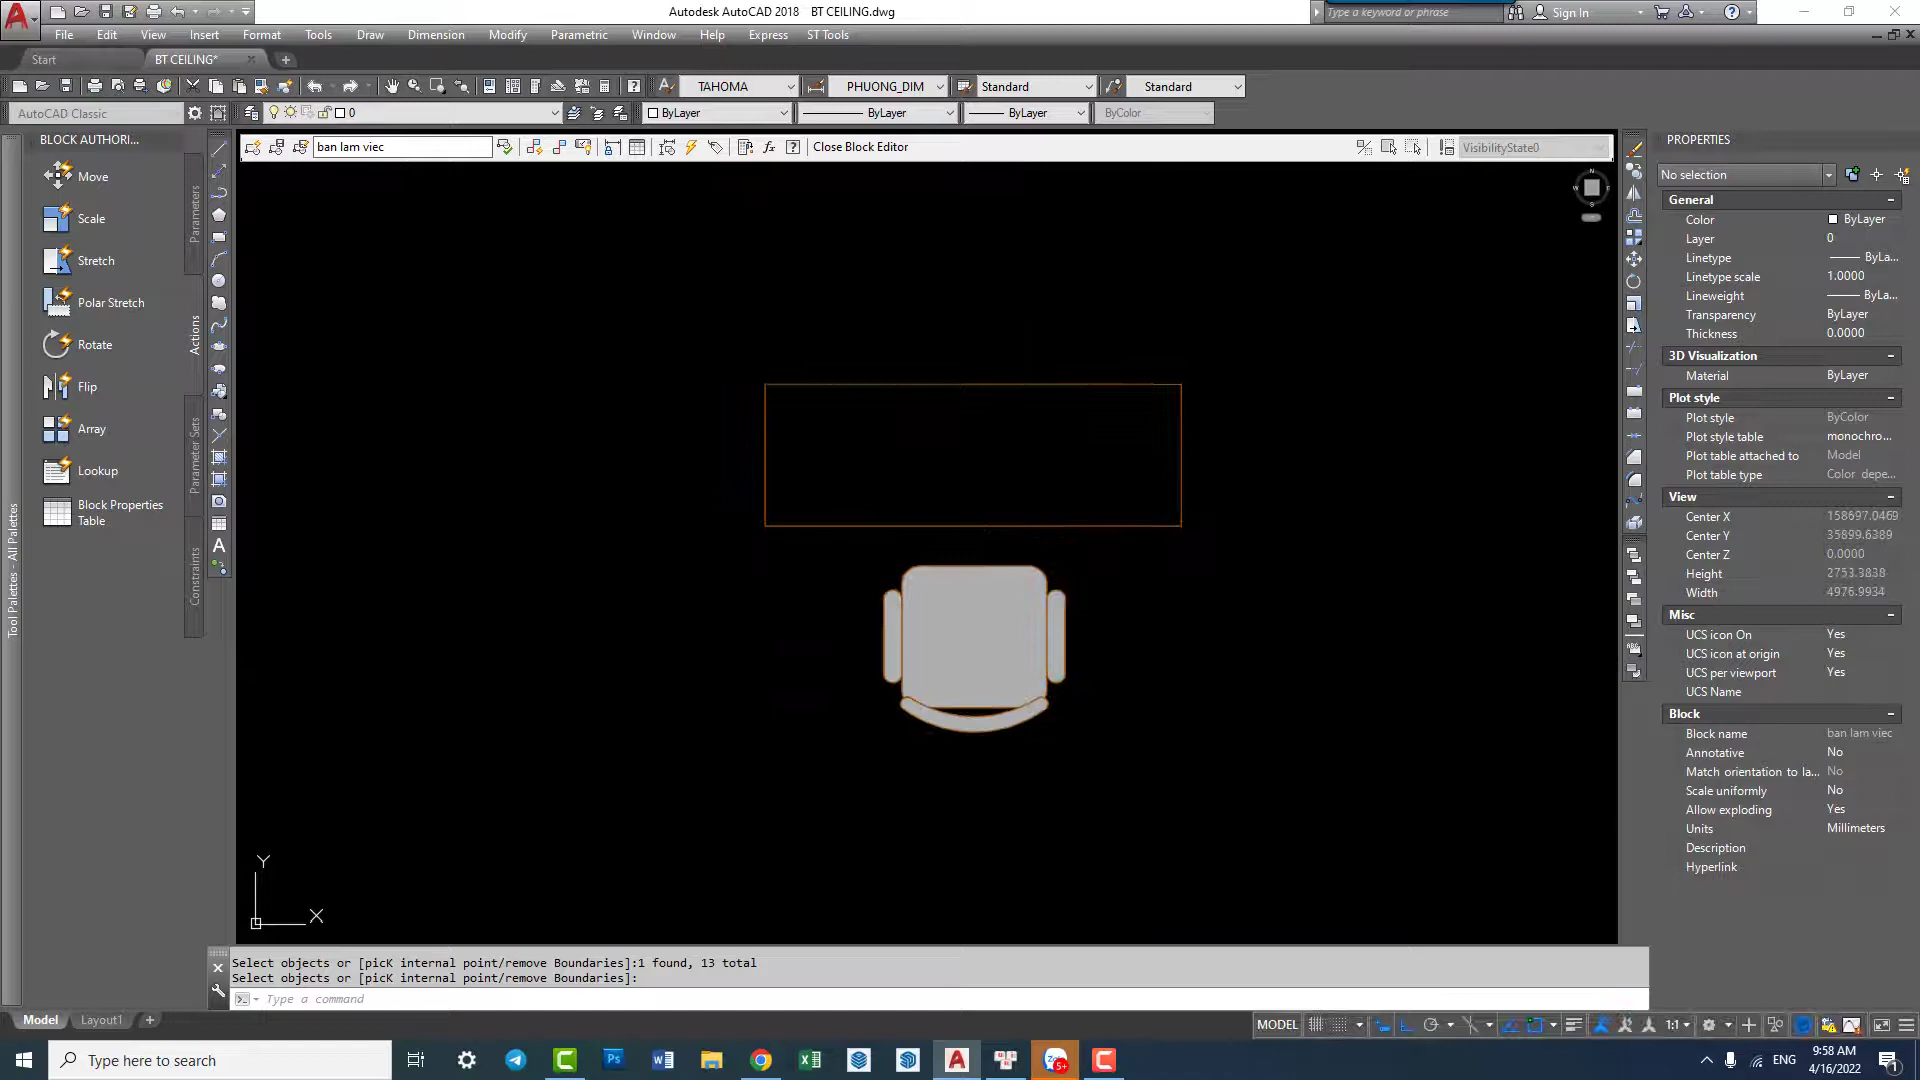 Autodesk AutoCAD 2018 BT CEILING.dwg
Type a keyword or phrase
Sign In
File Edit View Insert Format Tools Draw Dimension Modify Parametric Window Help Express ST Tools
Start
BT CEILING*
TAHOMA
PHUONG_DIM
Standard
Standard
AutoCAD Classic
0
ByLayer
ByLayer
ByLayer
ByColor
BLOCK AUTHORI...
ban lam viec
Close Block Editor
VisibilityState0
Move
Scale
Stretch
Polar Stretch
Rotate
Flip
Array
Lookup
Block Properties
Table
Parameters
Actions
Parameter Sets
Constraints
Tool Palettes - All Palettes
N
W
S
Y
X
PROPERTIES
No selection
General
Color ByLayer
Layer 0
Linetype ByLa...
Linetype scale 1.0000
Lineweight ByLa...
Transparency ByLayer
Thickness 0.0000
3D Visualization
Material ByLayer
Plot style
Plot style ByColor
Plot style table monochro...
Plot table attached to Model
Plot table type Color depe...
View
Center X 158697.0469
Center Y 35899.6389
Center Z 0.0000
Height 2753.3838
Width 4976.9934
Misc
UCS icon On Yes
UCS icon at origin Yes
UCS per viewport Yes
UCS Name
Block
Block name ban lam viec
Annotative No
Match orientation to la... No
Scale uniformly No
Allow exploding Yes
Units Millimeters
Description
Hyperlink
Select objects or [picK internal point/remove Boundaries]:1 found, 13 total
Select objects or [picK internal point/remove Boundaries]:
Type a command
Model
Layout1
MODEL
1:1
Type here to search
ENG
9:58 AM
4/16/2022